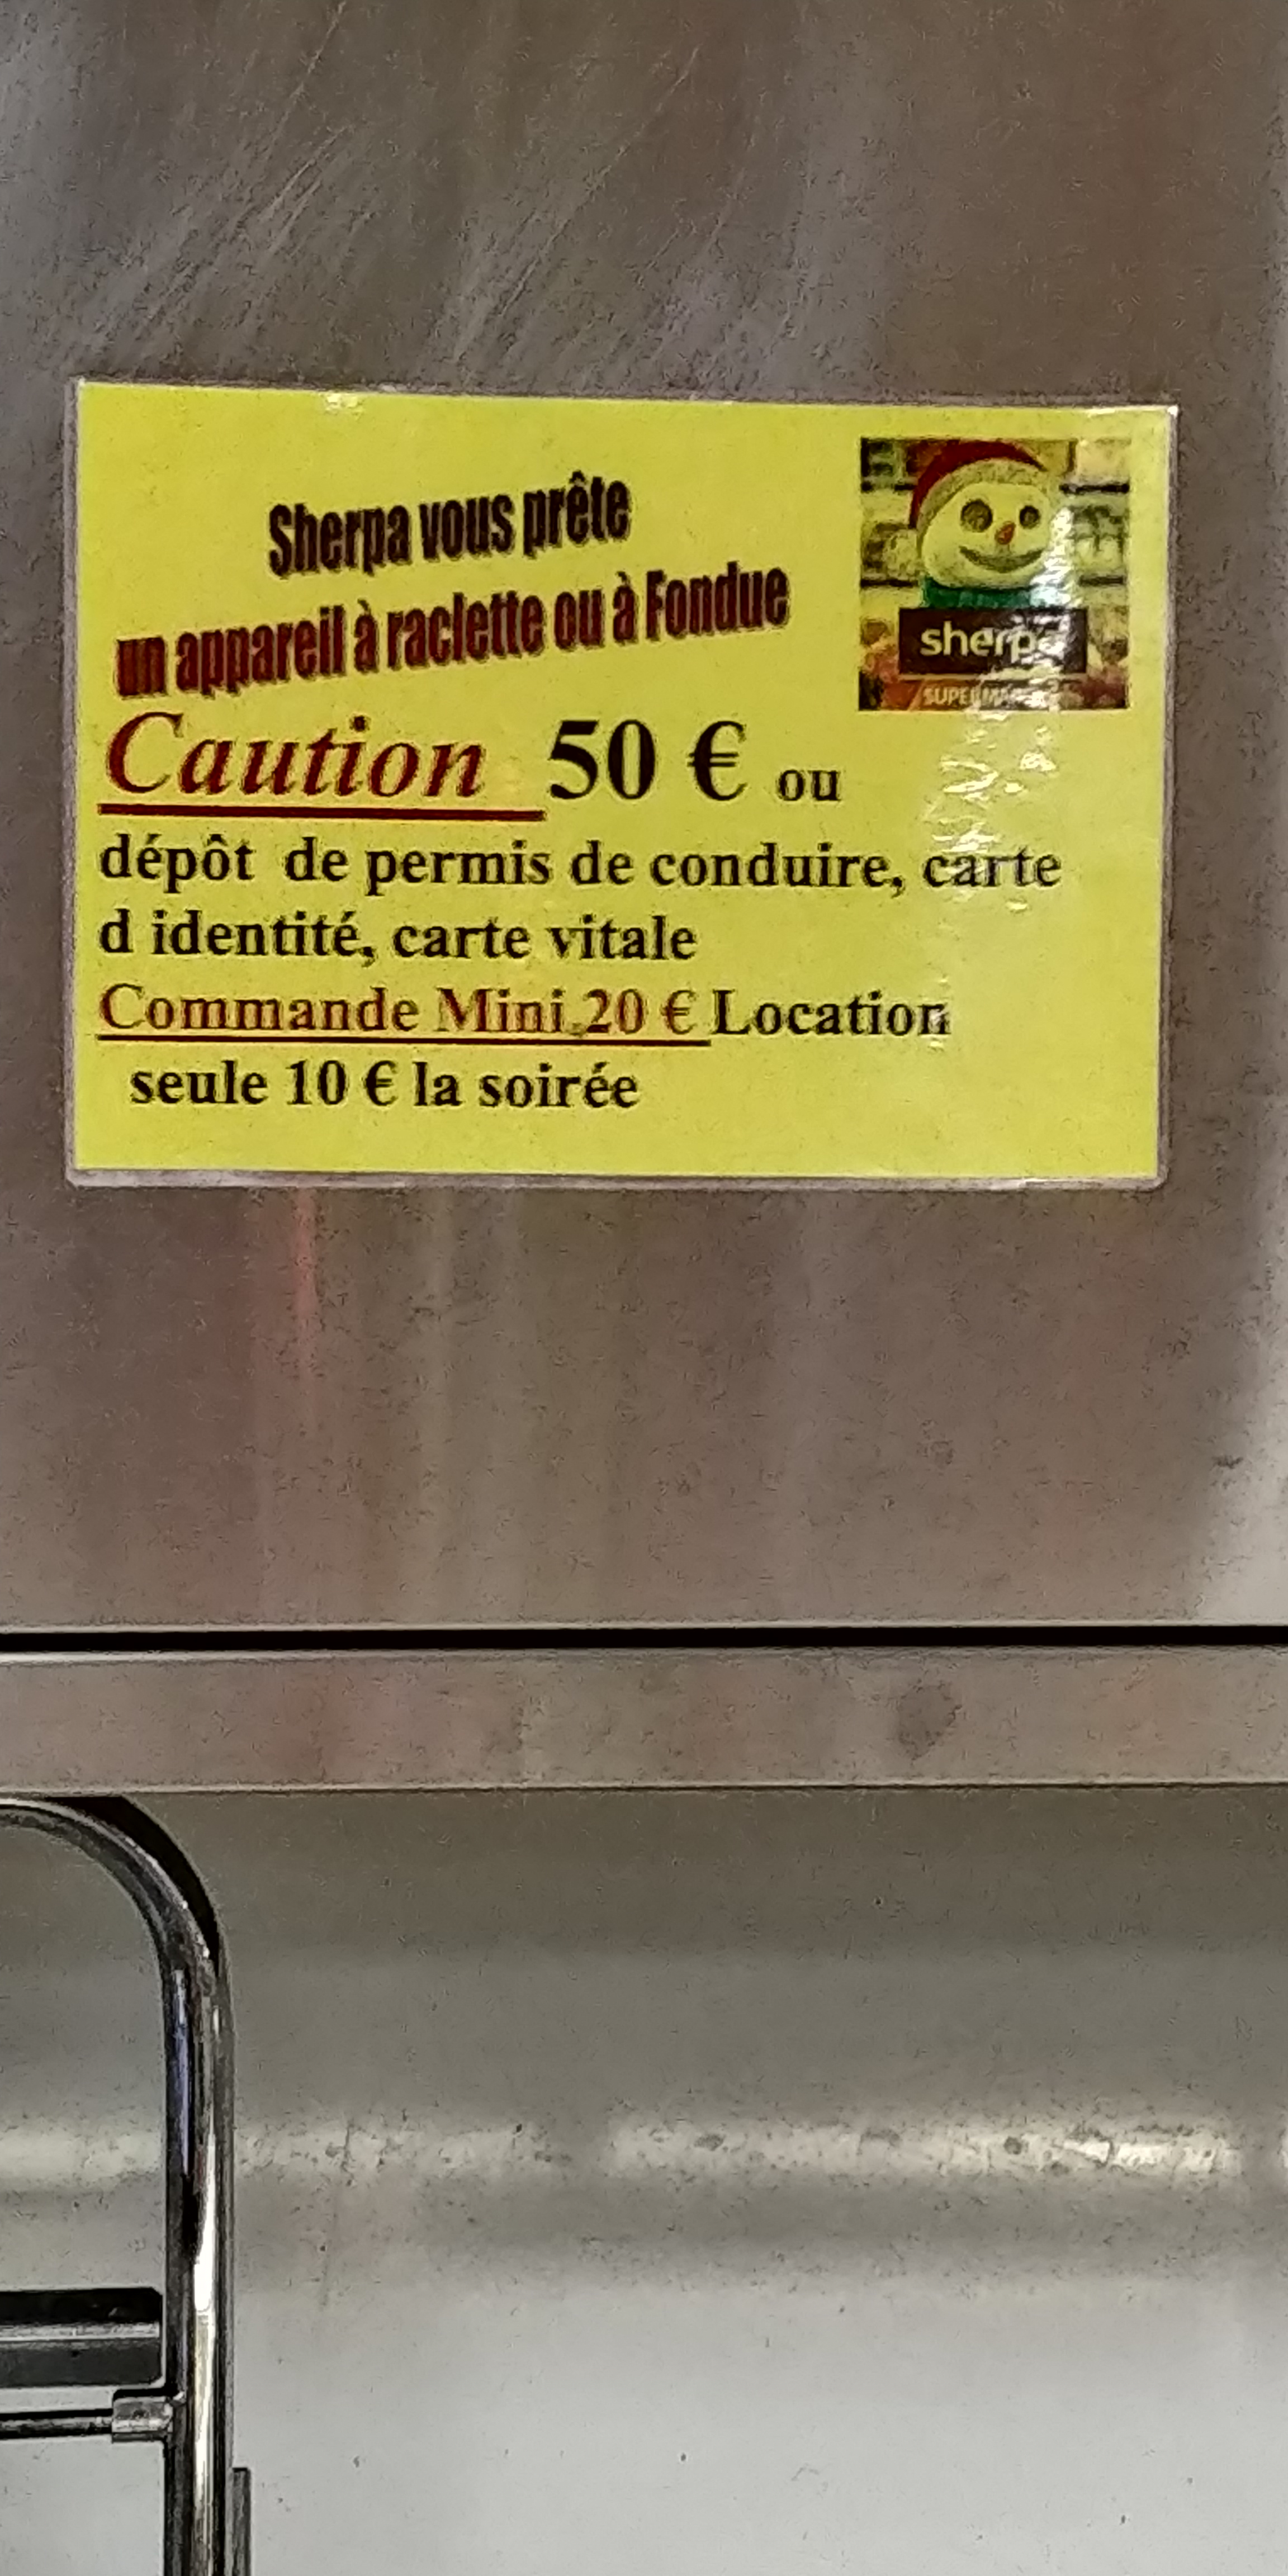 Sherpa vous prête
un appareil à raclette ou à Fondue
sherpa
Caution 50 € ou
dépôt de permis de conduire, carte
d identité, carte vitale
Commande Mini 20 € Location
seule 10 € la soirée